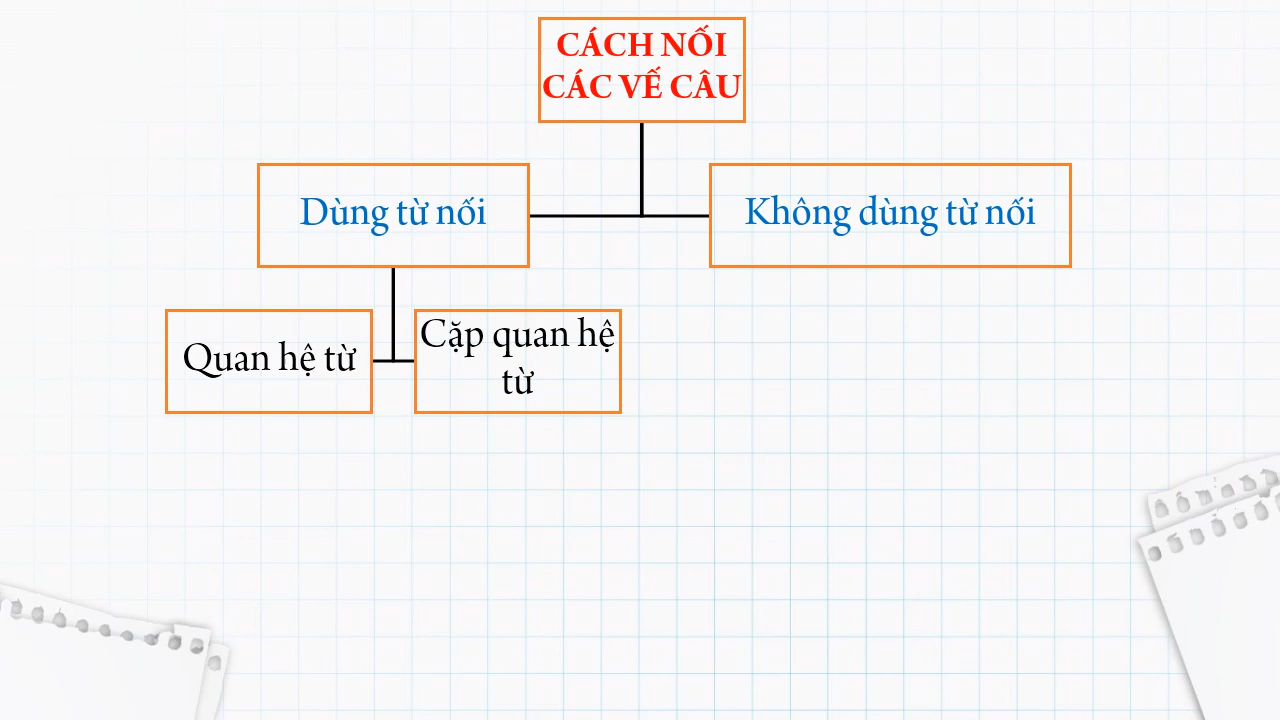 CÁCH NỐI
CÁC VẾ CÂU
Dùng từ nối
Không dùng từ nối
Quan hệ từ
Cặp quan hệ
từ